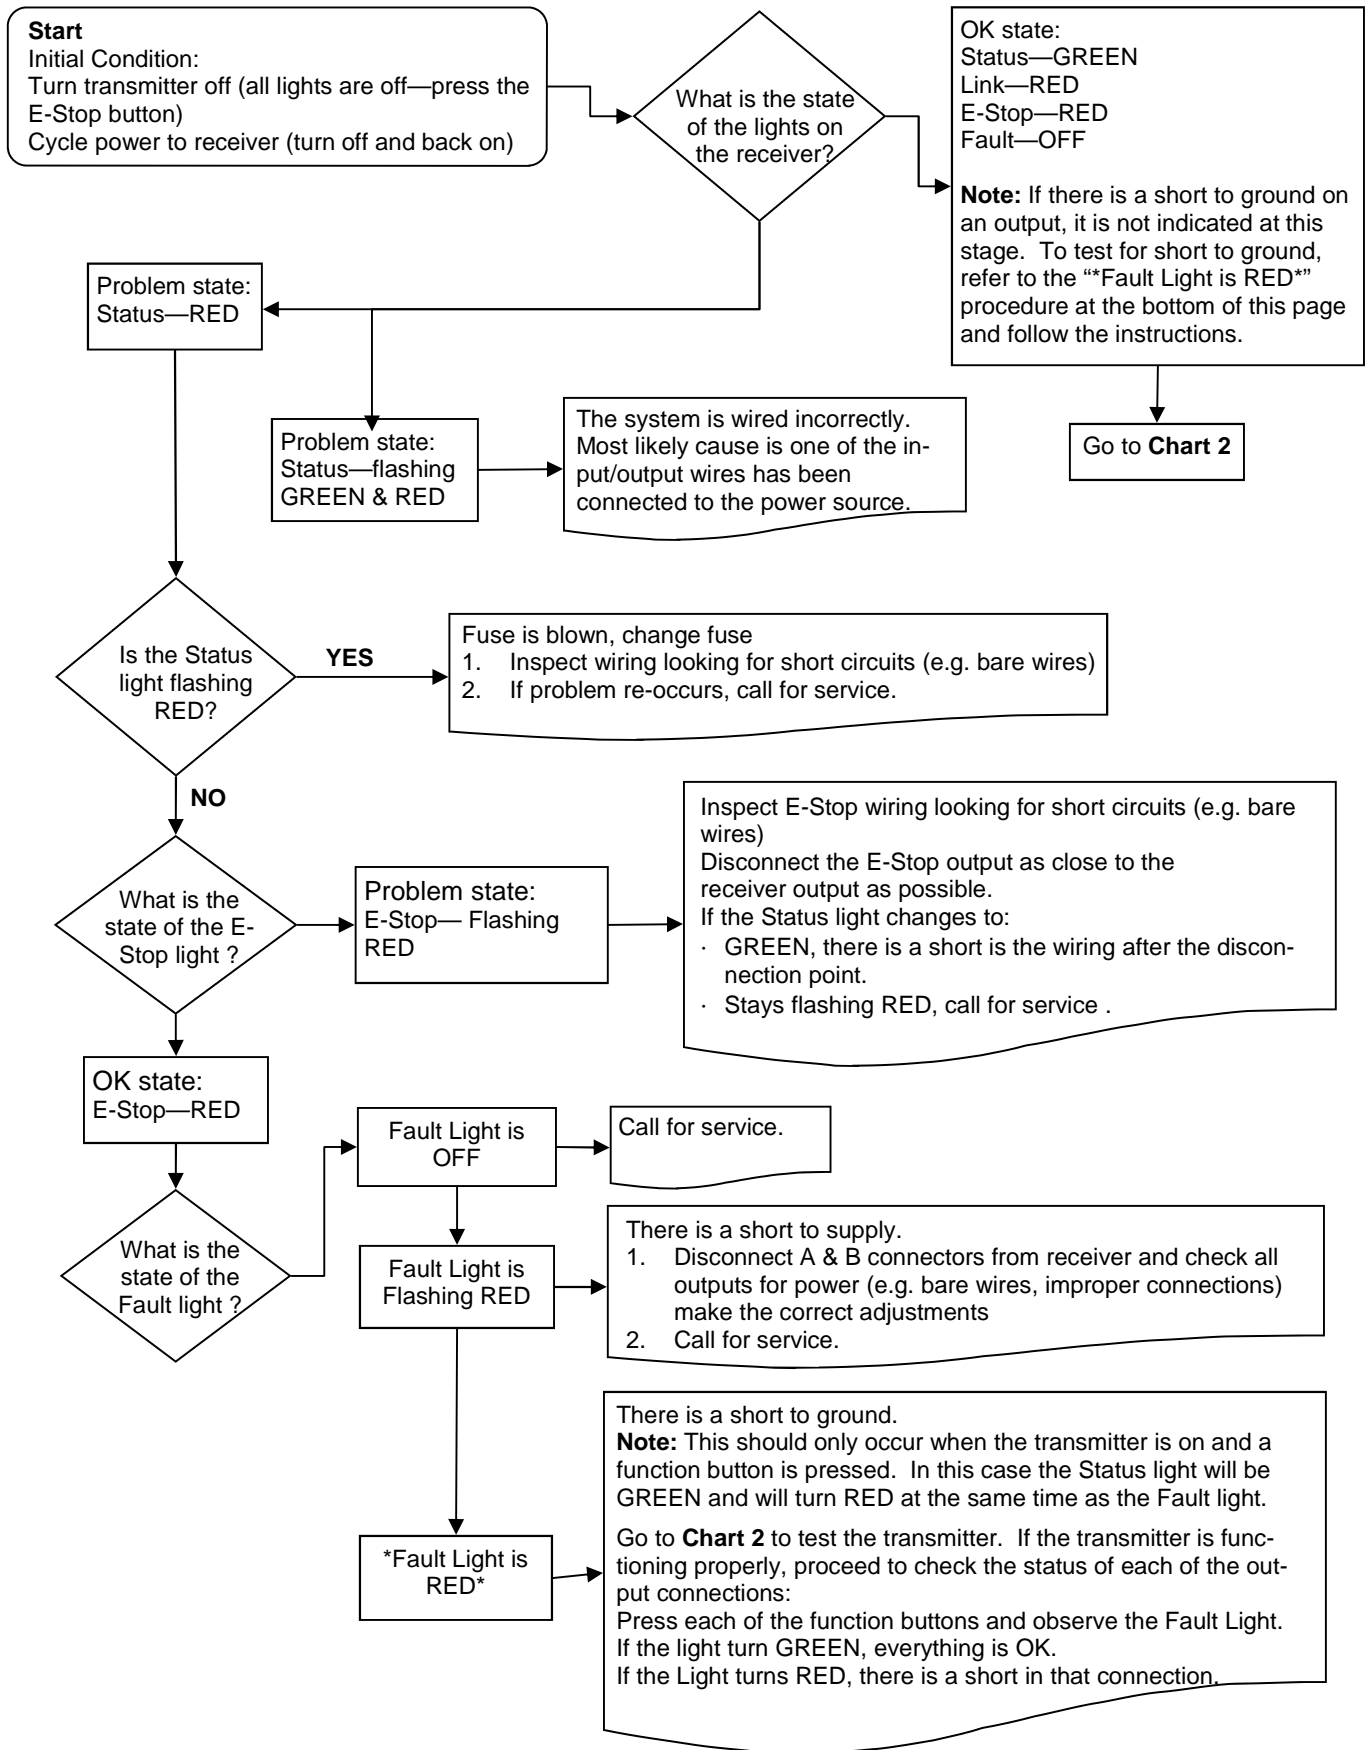 Start
Initial Condition:
Turn transmitter off (all lights are off—press the
E-Stop button)
Cycle power to receiver (turn off and back on)
What is the state
of the lights on
the receiver?
OK state:
Status—GREEN
Link—RED
E-Stop—RED
Fault—OFF
Note: If there is a short to ground on
an output, it is not indicated at this
stage. To test for short to ground,
refer to the “*Fault Light is RED*”
procedure at the bottom of this page
and follow the instructions.
Go to Chart 2
Problem state:
Status—RED
Problem state:
Status—flashing
GREEN & RED
The system is wired incorrectly.
Most likely cause is one of the in-
put/output wires has been
connected to the power source.
Is the Status
light flashing
RED?
YES
Fuse is blown, change fuse
1. Inspect wiring looking for short circuits (e.g. bare wires)
2. If problem re-occurs, call for service.
NO
What is the
state of the E-
Stop light ?
Problem state:
E-Stop— Flashing
RED
Inspect E-Stop wiring looking for short circuits (e.g. bare
wires)
Disconnect the E-Stop output as close to the
receiver output as possible.
If the Status light changes to:
· GREEN, there is a short is the wiring after the discon-
nection point.
· Stays flashing RED, call for service .
OK state:
E-Stop—RED
What is the
state of the
Fault light ?
Fault Light is
OFF
Call for service.
Fault Light is
Flashing RED
There is a short to supply.
1. Disconnect A & B connectors from receiver and check all
outputs for power (e.g. bare wires, improper connections)
make the correct adjustments
2. Call for service.
*Fault Light is
RED*
There is a short to ground.
Note: This should only occur when the transmitter is on and a
function button is pressed. In this case the Status light will be
GREEN and will turn RED at the same time as the Fault light.
Go to Chart 2 to test the transmitter. If the transmitter is func-
tioning properly, proceed to check the status of each of the out-
put connections:
Press each of the function buttons and observe the Fault Light.
If the light turn GREEN, everything is OK.
If the Light turns RED, there is a short in that connection.